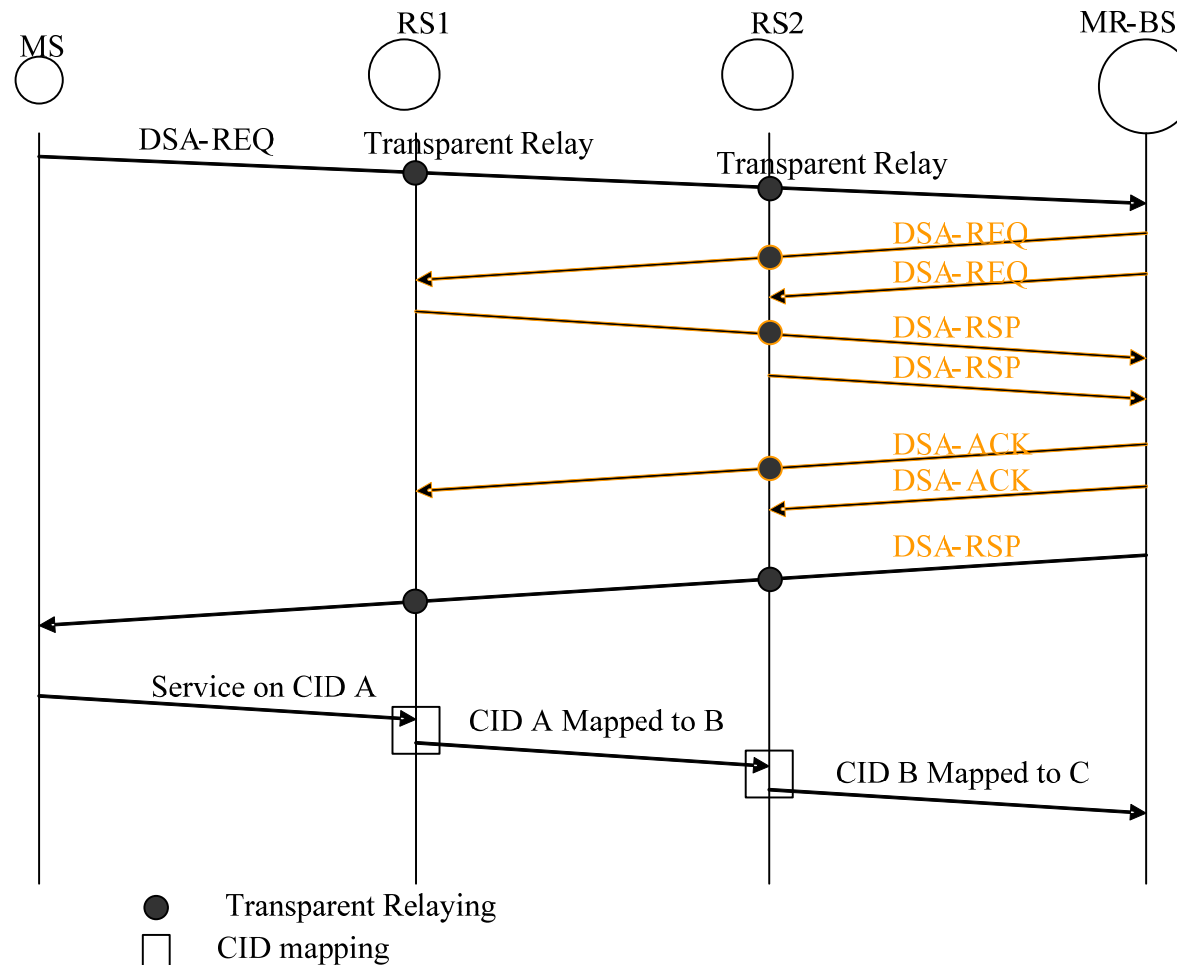 MS
RS1
RS2
MR-BS
DSA-REQ
Transparent Relay
Transparent Relay
DSA-REQ
DSA-REQ
DSA-RSP
DSA-RSP
DSA-ACK
DSA-ACK
DSA-RSP
Service on CID A
CID A Mapped to B
CID B Mapped to C
Transparent Relaying
CID mapping